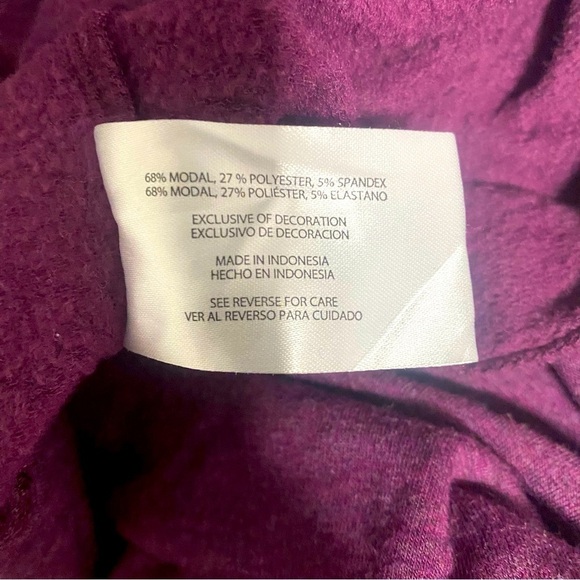 68% MODAL, 27 % POLYESTER, 5% SPANDEX
68% MODAL, 27% POLIÉSTER, 5% ELASTANO
EXCLUSIVE OF DECORATION
EXCLUSIVO DE DECORACION
MADE IN INDONESIA
HECHO EN INDONESIA
SEE REVERSE FOR CARE
VER AL REVERSO PARA CUIDADO